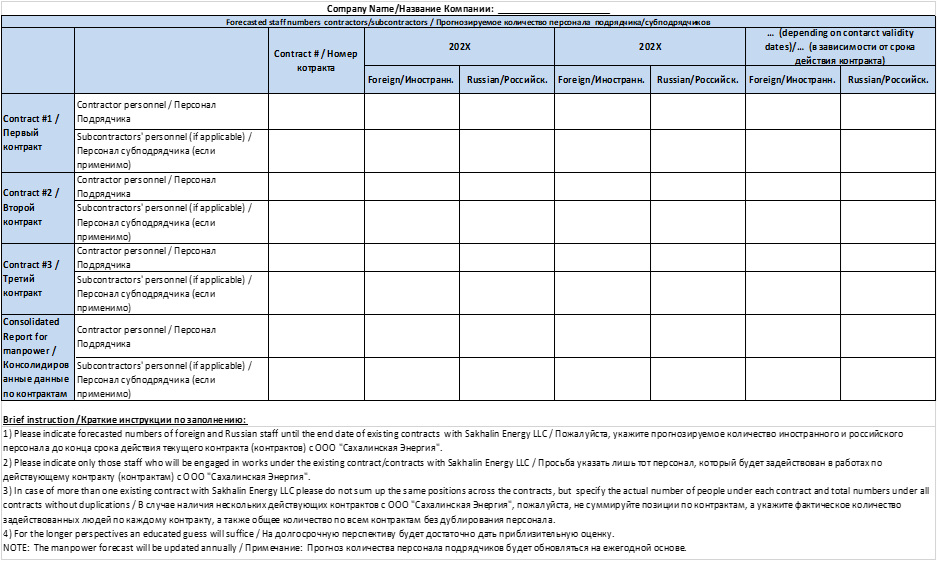 Company Name/Название Компании: ____________________
Forecasted staff numbers contractors/subcontractors / Прогнозируемое количество персонала подрядчика/субподрядчиков
Contract # / Номер
котракта
202X
202X
… (depending on contarct validity
dates)/… (в зависимости от срока
действия контракта)
Foreign/Иностранн.
Russian/Российск.
Foreign/Иностранн.
Russian/Российск.
Foreign/Иностранн.
Russian/Российск.
Contract #1 /
Первый
контракт
Contractor personnel / Персонал
Подрядчика
Subcontractors' personnel (if applicable) /
Персонал субподрядчика (если
применимо)
Contract #2 /
Второй
контракт
Contractor personnel / Персонал
Подрядчика
Subcontractors' personnel (if applicable) /
Персонал субподрядчика (если
применимо)
Contract #3 /
Третий
контракт
Contractor personnel / Персонал
Подрядчика
Subcontractors' personnel (if applicable) /
Персонал субподрядчика (если
применимо)
Consolidated
Report for
manpower /
Консолидиров
анные данные
по контрактам
Contractor personnel / Персонал
Подрядчика
Subcontractors' personnel (if applicable) /
Персонал субподрядчика (если
применимо)
Brief instruction /Краткие инструкции по заполнению:
1) Please indicate forecasted numbers of foreign and Russian staff until the end date of existing contracts with Sakhalin Energy LLC / Пожалуйста, укажите прогнозируемое количество иностранного и российского
персонала до конца срока действия текущего контракта (контрактов) с ООО "Сахалинская Энергия".
2) Please indicate only those staff who will be engaged in works under the existing contract/contracts with Sakhalin Energy LLC / Просьба указать лишь тот персонал, который будет задействован в работах по
действующему контракту (контрактам) с ООО "Сахалинская Энергия".
3) In case of more than one existing contract with Sakhalin Energy LLC please do not sum up the same positions across the contracts, but specify the actual number of people under each contract and total numbers under all
contracts without duplications / В случае наличия нескольких действующих контрактов с ООО "Сахалинская Энергия", пожалуйста, не суммируйте позиции по контрактам, а укажите фактическое количество
задействованных людей по каждому контракту, а также общее количество по всем контрактам без дублирования персонала.
4) For the longer perspectives an educated guess will suffice / На долгосрочную перспективу будет достаточно дать приблизительную оценку.
NOTE: The manpower forecast will be updated annually / Примечание: Прогноз количества персонала подрядчиков будет обновляться на ежегодной основе.